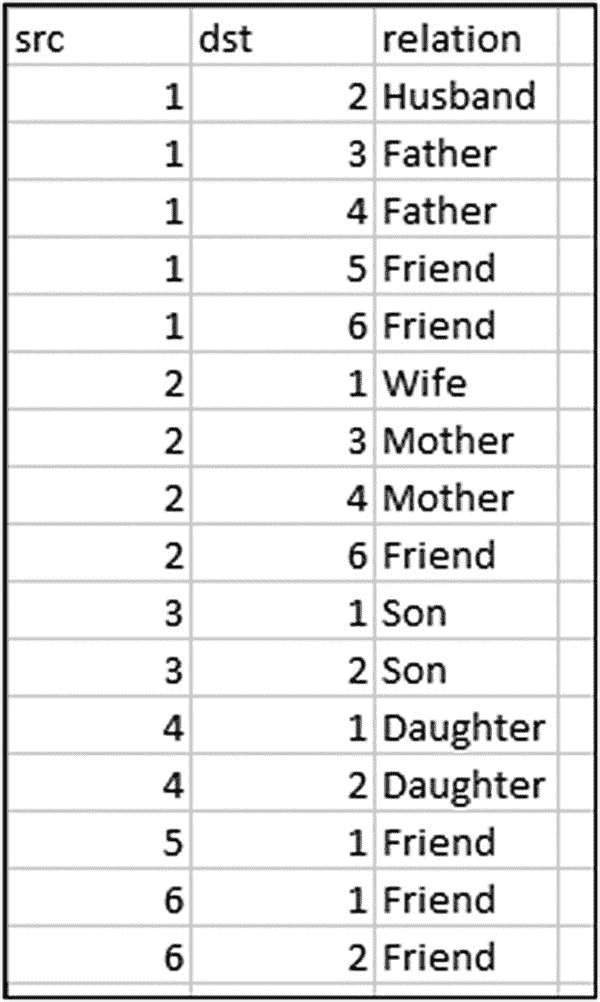 src dst relation
1 2 Husband
1 3 Father
1 4 Father
1 5 Friend
1 6 Friend
2 1 Wife
2 3 Mother
2 4 Mother
2 6 Friend
3 1 Son
3 2 Son
4 1 Daughter
4 2 Daughter
5 1 Friend
6 1 Friend
6 2 Friend